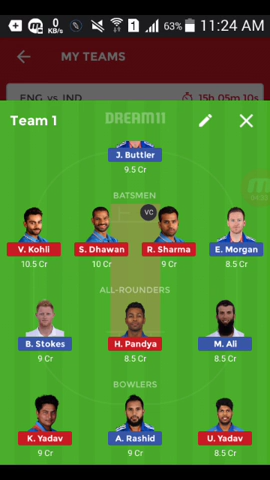 0 KB/s 1 63% 11:24 AM
MY TEAMS
ENG vs IND 15h 05m 10s
Team 1 DREAM11
J. Buttler
9.5 Cr
BATSMEN
VC
V. Kohli S. Dhawan R. Sharma E. Morgan
10.5 Cr 10 Cr 9 Cr 8.5 Cr
ALL-ROUNDERS
B. Stokes H. Pandya M. Ali
9 Cr 8.5 Cr 8.5 Cr
BOWLERS
K. Yadav A. Rashid U. Yadav
9 Cr 9 Cr 8.5 Cr